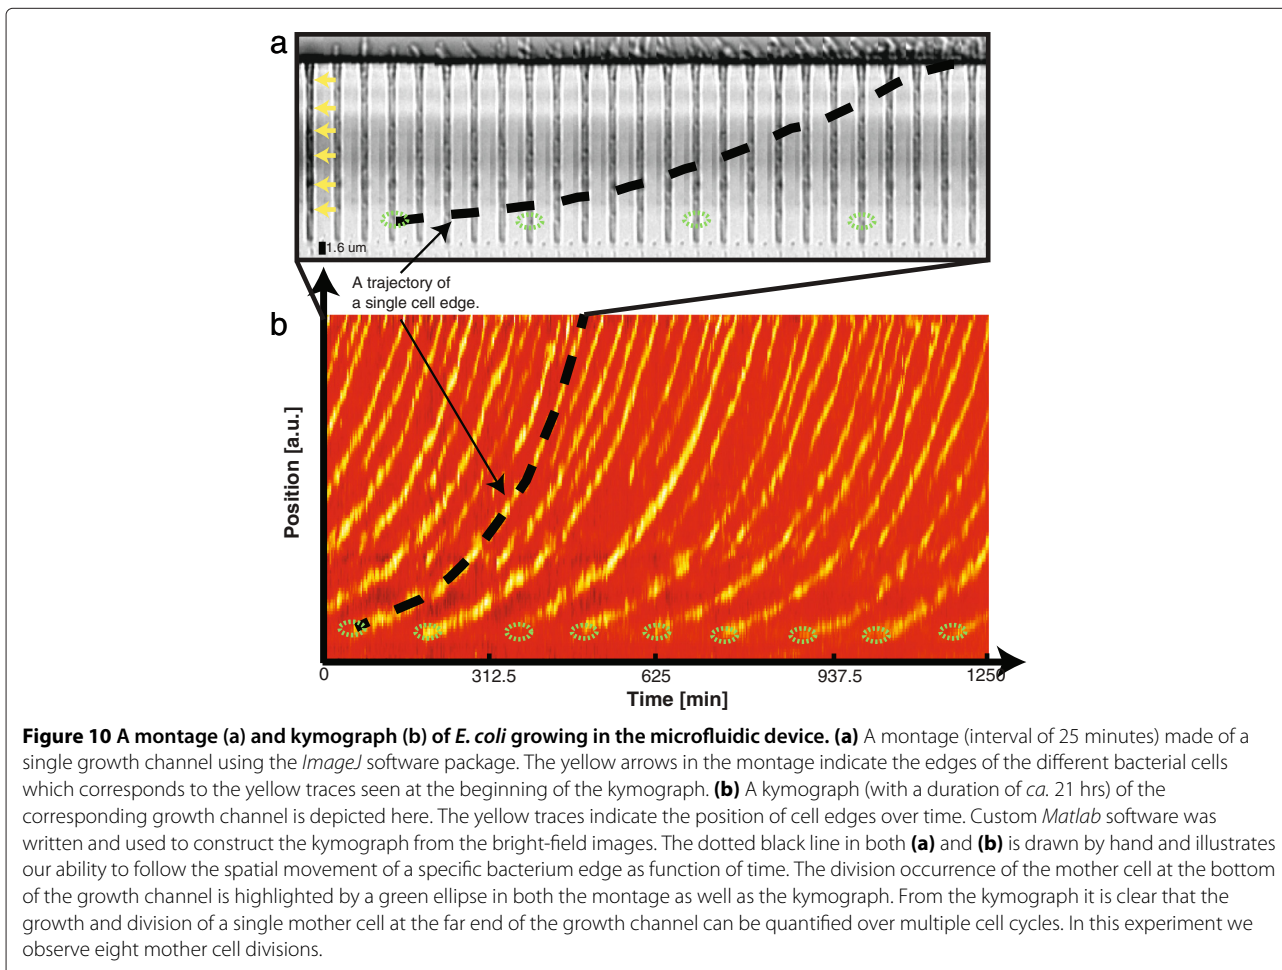 a
1.6 um
A trajectory of
a single cell edge.
b
Position [a.u.]
0 312.5 625 937.5 1250
Time [min]
Figure 10 A montage (a) and kymograph (b) of E. coli growing in the microfluidic device. (a) A montage (interval of 25 minutes) made of a
single growth channel using the ImageJ software package. The yellow arrows in the montage indicate the edges of the different bacterial cells
which corresponds to the yellow traces seen at the beginning of the kymograph. (b) A kymograph (with a duration of ca. 21 hrs) of the
corresponding growth channel is depicted here. The yellow traces indicate the position of cell edges over time. Custom Matlab software was
written and used to construct the kymograph from the bright-field images. The dotted black line in both (a) and (b) is drawn by hand and illustrates
our ability to follow the spatial movement of a specific bacterium edge as function of time. The division occurrence of the mother cell at the bottom
of the growth channel is highlighted by a green ellipse in both the montage as well as the kymograph. From the kymograph it is clear that the
growth and division of a single mother cell at the far end of the growth channel can be quantified over multiple cell cycles. In this experiment we
observe eight mother cell divisions.